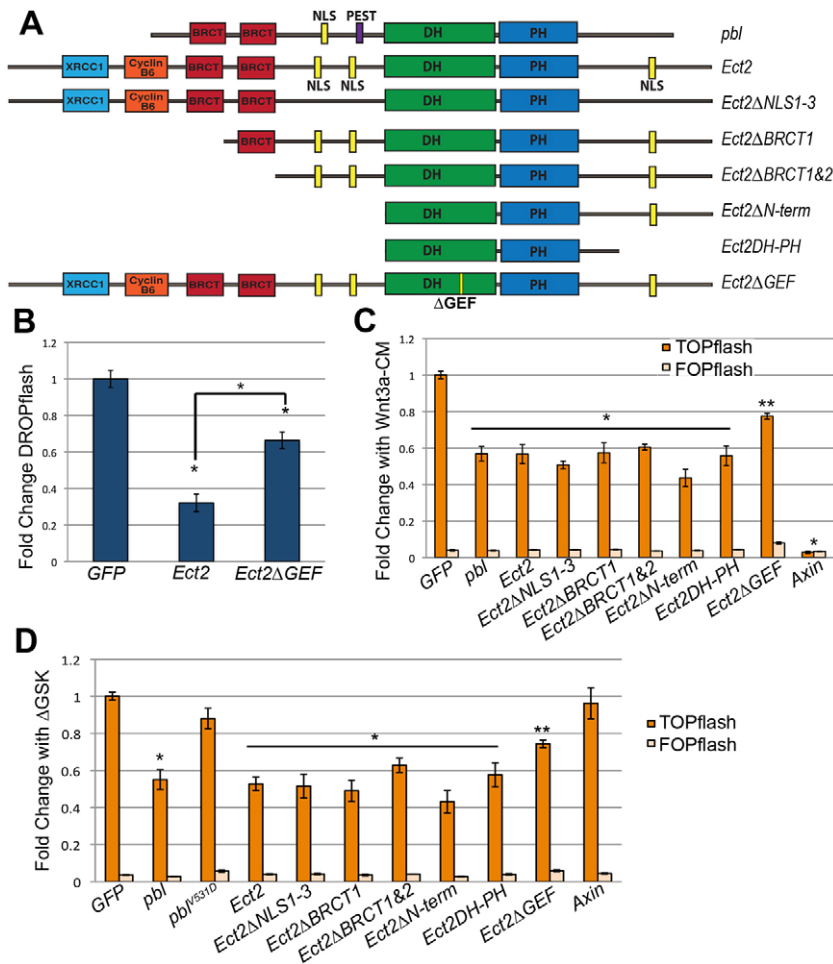 A
NLS PEST
BRCT BRCT DH PH pbl
XRCC1 Cyclin B6 BRCT BRCT DH PH Ect2
NLS NLS NLS
XRCC1 Cyclin B6 BRCT BRCT DH PH Ect2ΔNLS1-3
BRCT DH PH Ect2ΔBRCT1
DH PH Ect2ΔBRCT1&2
DH PH Ect2ΔN-term
DH PH Ect2DH-PH
XRCC1 Cyclin B6 BRCT BRCT DH PH Ect2ΔGEF
ΔGEF
B
Fold Change DROPflash
1.2
1
0.8
0.6
0.4
0.2
0
*
*
*
GFP Ect2 Ect2ΔGEF
C
Fold Change with Wnt3a-CM
1.2
1
0.8
0.6
0.4
0.2
0
TOPflash
FOPflash
*
**
*
GFP pbl Ect2 Ect2ΔNLS1-3 Ect2ΔBRCT1 Ect2ΔBRCT1&2 Ect2ΔN-term Ect2DH-PH Ect2ΔGEF Axin
D
Fold Change with ΔGSK
1.2
1
0.8
0.6
0.4
0.2
0
*
*
**
TOPflash
FOPflash
GFP pbl pblV531D Ect2 Ect2ΔNLS1-3 Ect2ΔBRCT1 Ect2ΔBRCT1&2 Ect2ΔN-term Ect2DH-PH Ect2ΔGEF Axin